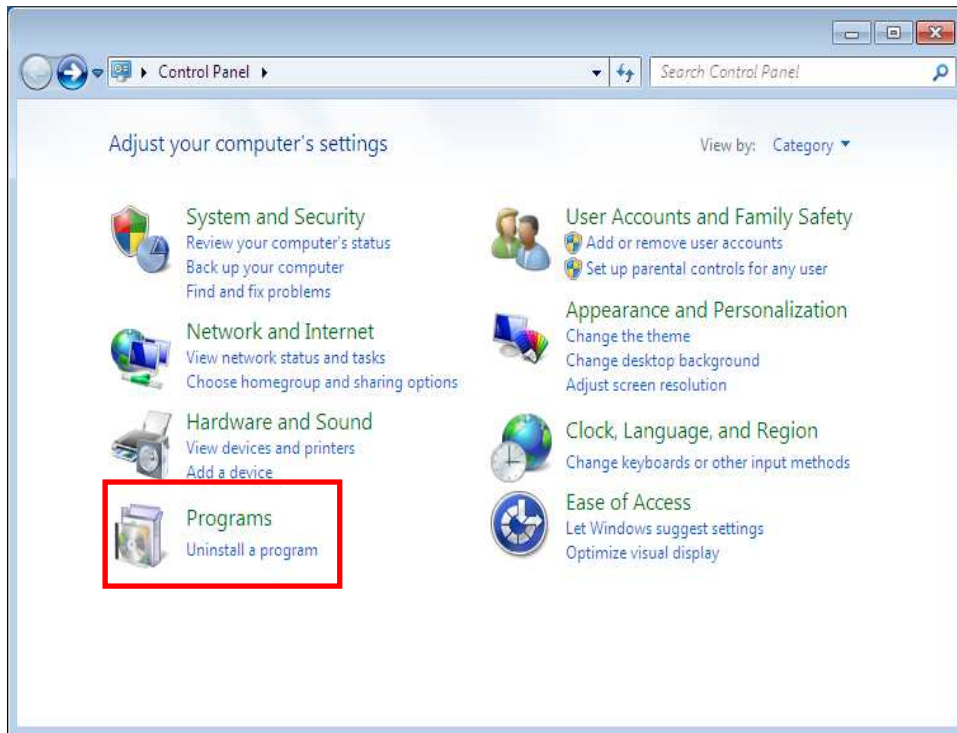 Control Panel
Search Control Panel
Adjust your computer's settings
View by: Category
System and Security
Review your computer's status
Back up your computer
Find and fix problems
Network and Internet
View network status and tasks
Choose homegroup and sharing options
Hardware and Sound
View devices and printers
Add a device
Programs
Uninstall a program
User Accounts and Family Safety
Add or remove user accounts
Set up parental controls for any user
Appearance and Personalization
Change the theme
Change desktop background
Adjust screen resolution
Clock, Language, and Region
Change keyboards or other input methods
Ease of Access
Let Windows suggest settings
Optimize visual display